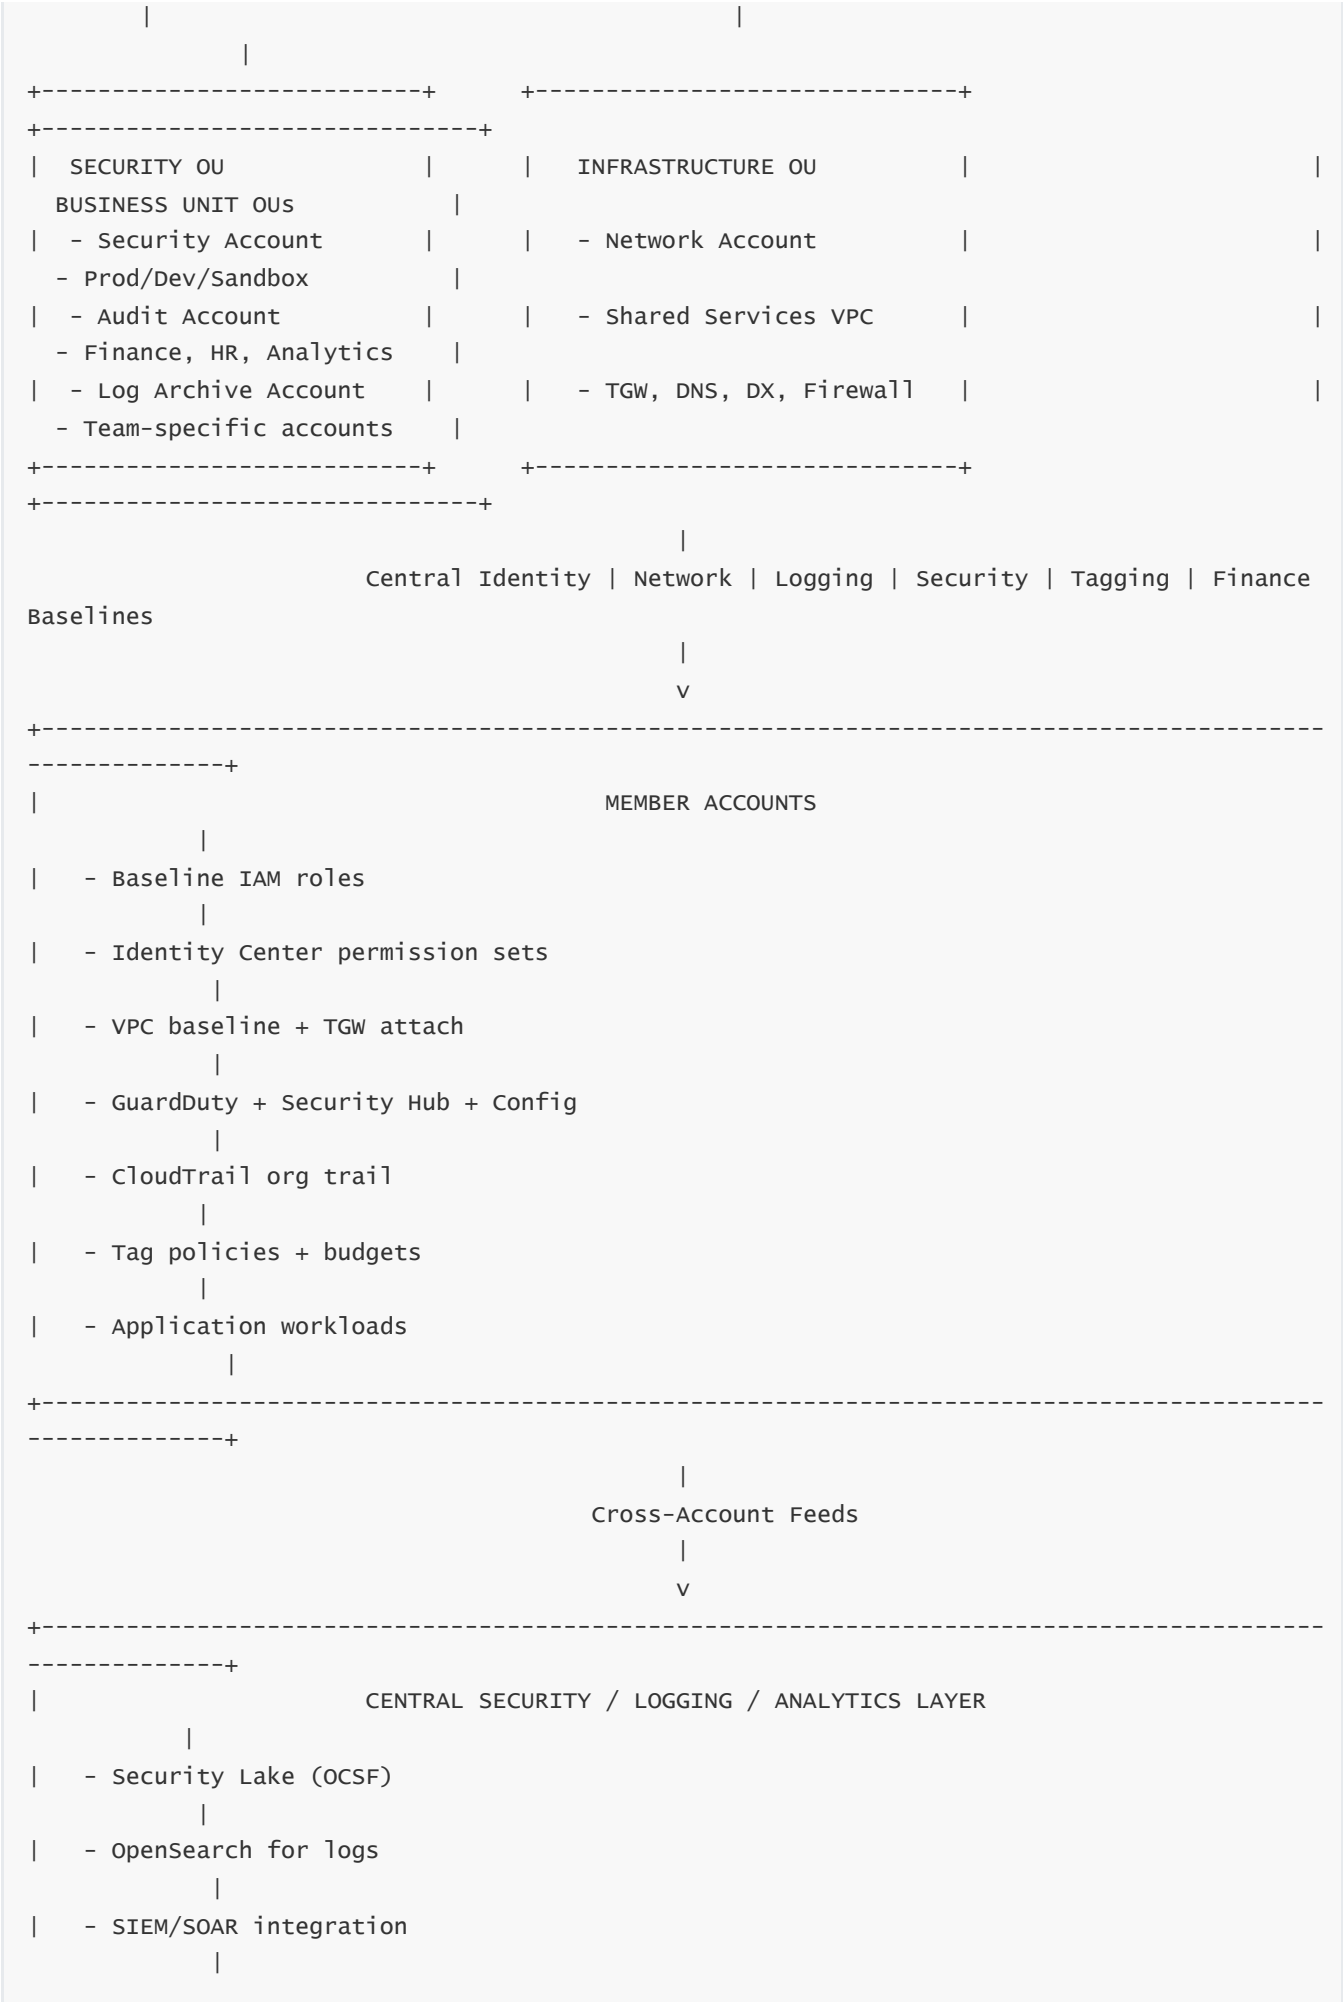 |                                          |
|
+---------------------------+      +------------------------------+
+-------------------------------+
|  SECURITY OU              |      |   INFRASTRUCTURE OU          |                        |
  BUSINESS UNIT OUs          |
|  - Security Account       |      |   - Network Account          |                        |
  - Prod/Dev/Sandbox          |
|  - Audit Account          |      |   - Shared Services VPC      |                        |
  - Finance, HR, Analytics    |
|  - Log Archive Account    |      |   - TGW, DNS, DX, Firewall   |                        |
  - Team-specific accounts    |
+---------------------------+      +------------------------------+
+-------------------------------+
|
Central Identity | Network | Logging | Security | Tagging | Finance
Baselines
|
v
+-------------------------------------------------------------------------------------------
--------------+
|                                        MEMBER ACCOUNTS
|
|   - Baseline IAM roles
|
|   - Identity Center permission sets
|
|   - VPC baseline + TGW attach
|
|   - GuardDuty + Security Hub + Config
|
|   - CloudTrail org trail
|
|   - Tag policies + budgets
|
|   - Application workloads
|
+-------------------------------------------------------------------------------------------
--------------+
|
Cross-Account Feeds
|
v
+-------------------------------------------------------------------------------------------
--------------+
|                       CENTRAL SECURITY / LOGGING / ANALYTICS LAYER
|
|   - Security Lake (OCSF)
|
|   - OpenSearch for logs
|
|   - SIEM/SOAR integration
|